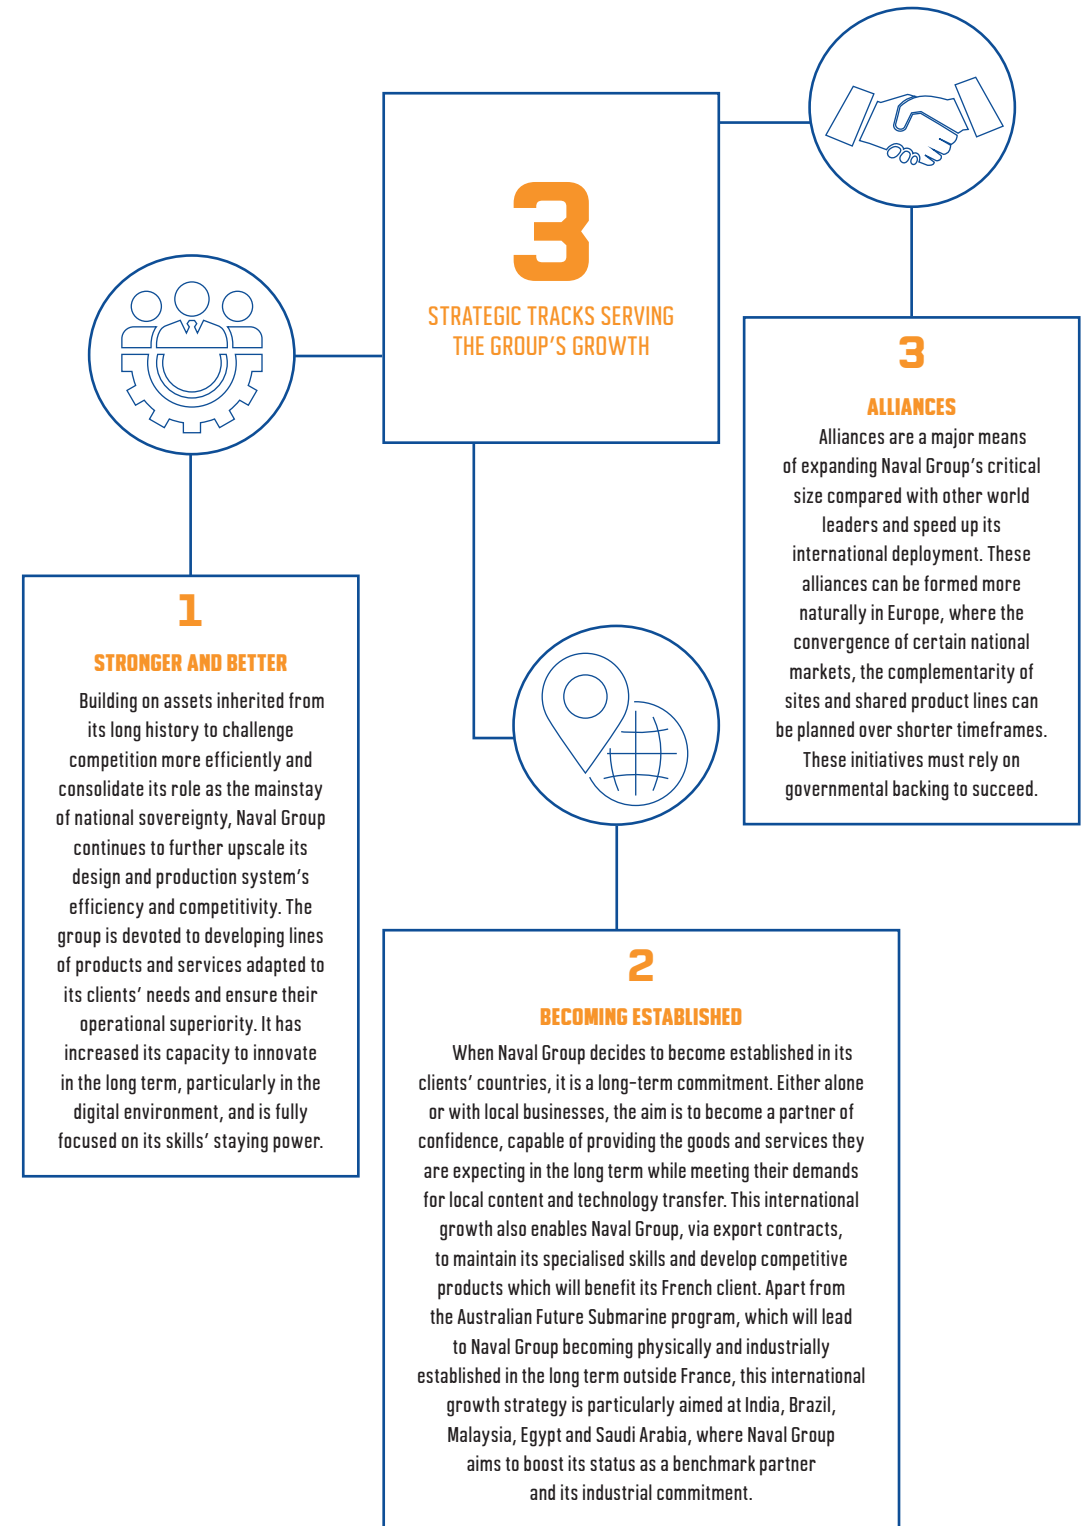 3
STRATEGIC TRACKS SERVING
THE GROUP’S GROWTH
1
STRONGER AND BETTER
Building on assets inherited from
its long history to challenge
competition more efficiently and
consolidate its role as the mainstay
of national sovereignty, Naval Group
continues to further upscale its
design and production system’s
efficiency and competitivity. The
group is devoted to developing lines
of products and services adapted to
its clients’ needs and ensure their
operational superiority. It has
increased its capacity to innovate
in the long term, particularly in the
digital environment, and is fully
focused on its skills’ staying power.
2
BECOMING ESTABLISHED
When Naval Group decides to become established in its
clients’ countries, it is a long-term commitment. Either alone
or with local businesses, the aim is to become a partner of
confidence, capable of providing the goods and services they
are expecting in the long term while meeting their demands
for local content and technology transfer. This international
growth also enables Naval Group, via export contracts,
to maintain its specialised skills and develop competitive
products which will benefit its French client. Apart from
the Australian Future Submarine program, which will lead
to Naval Group becoming physically and industrially
established in the long term outside France, this international
growth strategy is particularly aimed at India, Brazil,
Malaysia, Egypt and Saudi Arabia, where Naval Group
aims to boost its status as a benchmark partner
and its industrial commitment.
3
ALLIANCES
Alliances are a major means
of expanding Naval Group’s critical
size compared with other world
leaders and speed up its
international deployment. These
alliances can be formed more
naturally in Europe, where the
convergence of certain national
markets, the complementarity of
sites and shared product lines can
be planned over shorter timeframes.
These initiatives must rely on
governmental backing to succeed.